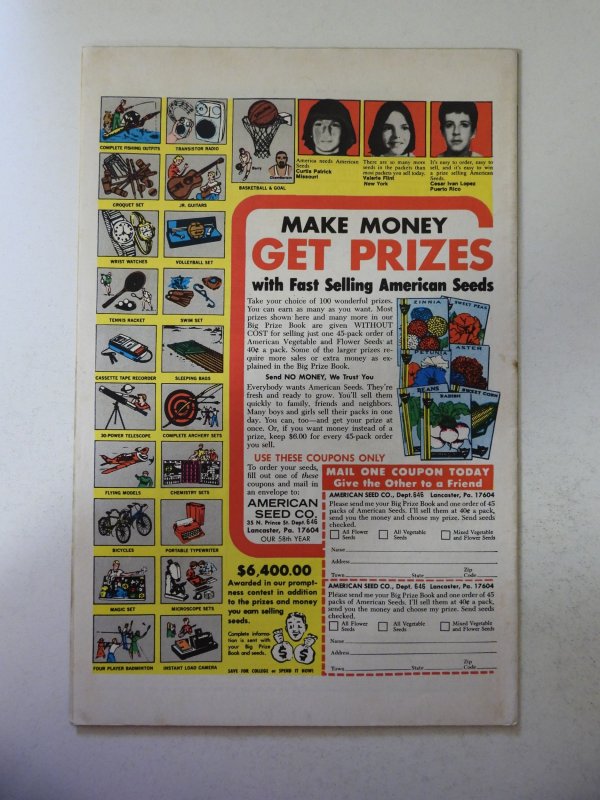 COMPLETE FISHING OUTFITS
TRANSISTOR RADIO
CROQUET SET
JR. GUITARS
WRIST WATCHES
VOLLEYBALL SET
TENNIS RACKET
SWIM SET
CASSETTE TAPE RECORDER
SLEEPING BAGS
30-POWER TELESCOPE
COMPLETE ARCHERY SETS
FLYING MODELS
CHEMISTRY SETS
BICYCLES
PORTABLE TYPEWRITER
MAGIC SET
MICROSCOPE SETS
FOUR PLAYER BADMINTON
INSTANT LOAD CAMERA
Barry
Chamberlain
BASKETBALL & GOAL
America needs American
Seeds
Curtis Patrick
Missouri
There are so many more
seeds in the packets than
most packets you sell today.
Valerie Flint
New York
It's easy to order, easy to
sell, and it's easy to win
a prize selling American
Seeds.
Cesar Ivan Lopez
Puerto Rico
MAKE MONEY
GET PRIZES
with Fast Selling American Seeds
Take your choice of 100 wonderful prizes.
You can earn as many as you want. Most
prizes shown here and many more in our
Big Prize Book are given WITHOUT
COST for selling just one 45-pack order of
American Vegetable and Flower Seeds at
40¢ a pack. Some of the larger prizes re-
quire more sales or extra money as ex-
plained in the Big Prize Book.
Send NO MONEY, We Trust You
Everybody wants American Seeds. They're
fresh and ready to grow. You'll sell them
quickly to family, friends and neighbors.
Many boys and girls sell their packs in one
day. You can, too—and get your prize at
once. Or, if you want money instead of a
prize, keep $6.00 for every 45-pack order
you sell.
ZINNIA
SWEET PEAS
PETUNIA
ASTER
BEANS
RADISH
SWEET CORN
USE THESE COUPONS ONLY
To order your seeds,
fill out one of these
coupons and mail in
an envelope to:
AMERICAN
SEED CO.
35 N. Prince St. Dept. 646
Lancaster, Pa. 17604
OUR 58th YEAR
$6,400.00
Awarded in our prompt-
ness contest in addition
to the prizes and money
you earn selling
seeds.
Complete informa-
tion is sent with
your Big Prize
Book and seeds.
$ $
SAVE FOR COLLEGE or SPEND IT NOW!
MAIL ONE COUPON TODAY
Give the Other to a Friend
AMERICAN SEED CO., Dept. 646 Lancaster, Pa. 17604
Please send me your Big Prize Book and one order of 45
packs of American Seeds. I'll sell them at 40¢ a pack,
send you the money and choose my prize. Send seeds
checked.
All Flower
Seeds
All Vegetable
Seeds
Mixed Vegetable
and Flower Seeds
Name
Address
Town State Zip
Code
AMERICAN SEED CO., Dept. 646 Lancaster, Pa. 17604
Please send me your Big Prize Book and one order of 45
packs of American Seeds. I'll sell them at 40¢ a pack,
send you the money and choose my prize. Send seeds
checked.
All Flower
Seeds
All Vegetable
Seeds
Mixed Vegetable
and Flower Seeds
Name
Address
Town State Zip
Code